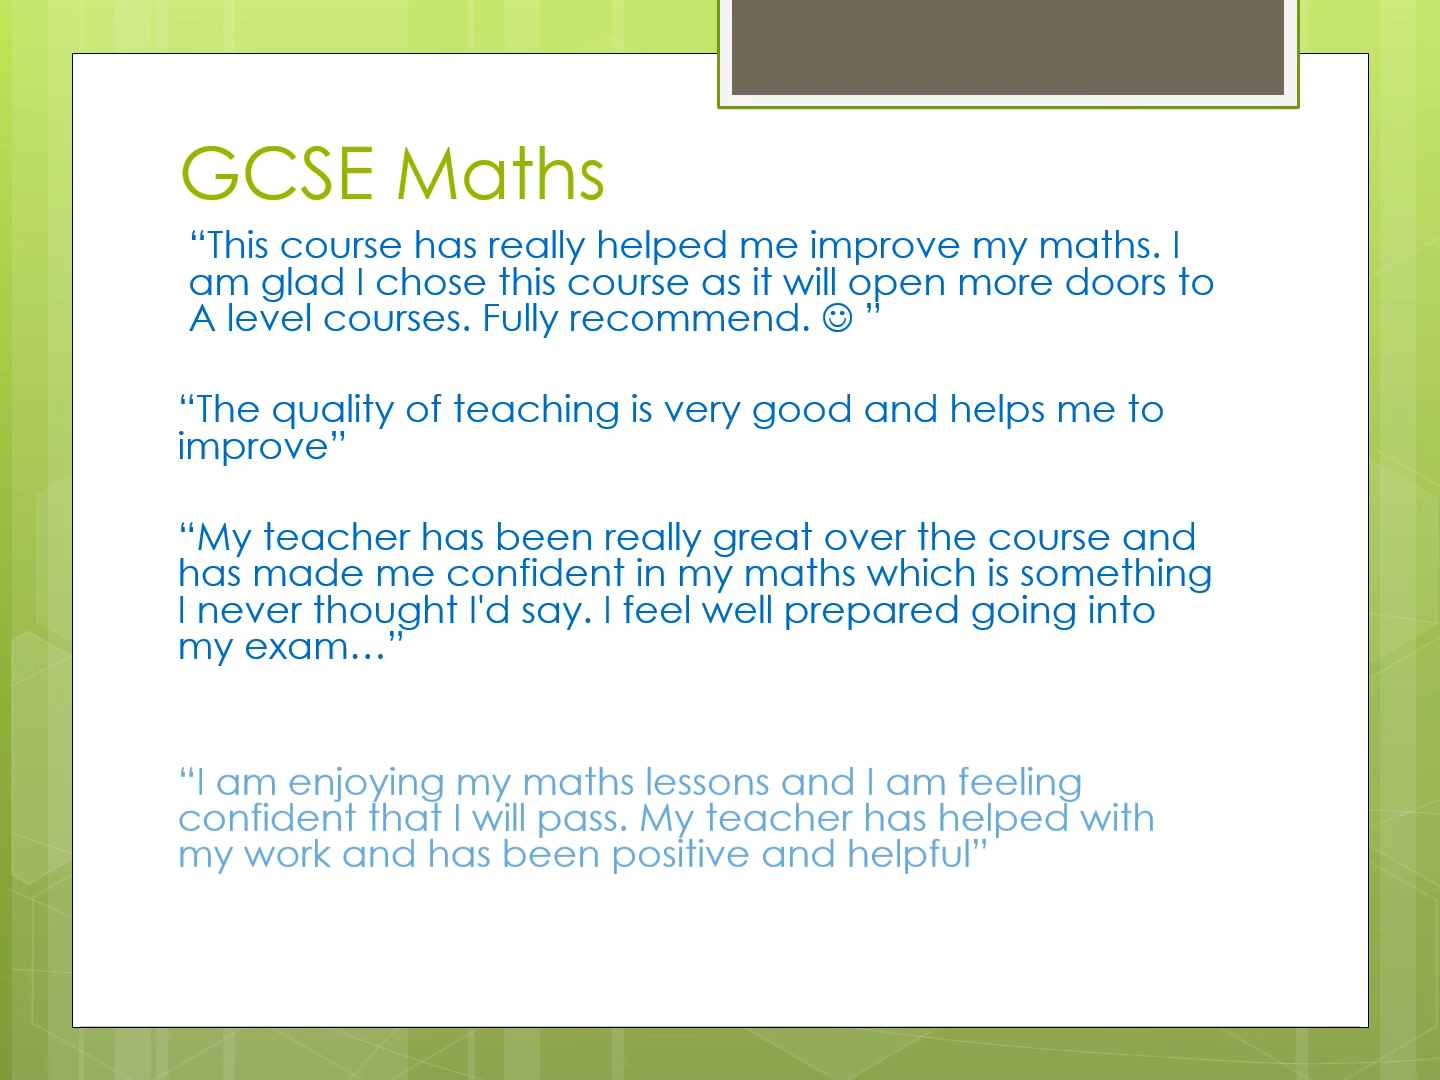 GCSE Maths
“This course has really helped me improve my maths. I
am glad I chose this course as it will open more doors to
A level courses. Fully recommend. ☺ ”
“The quality of teaching is very good and helps me to
improve”
“My teacher has been really great over the course and
has made me confident in my maths which is something
I never thought I'd say. I feel well prepared going into
my exam…”
“I am enjoying my maths lessons and I am feeling
confident that I will pass. My teacher has helped with
my work and has been positive and helpful”